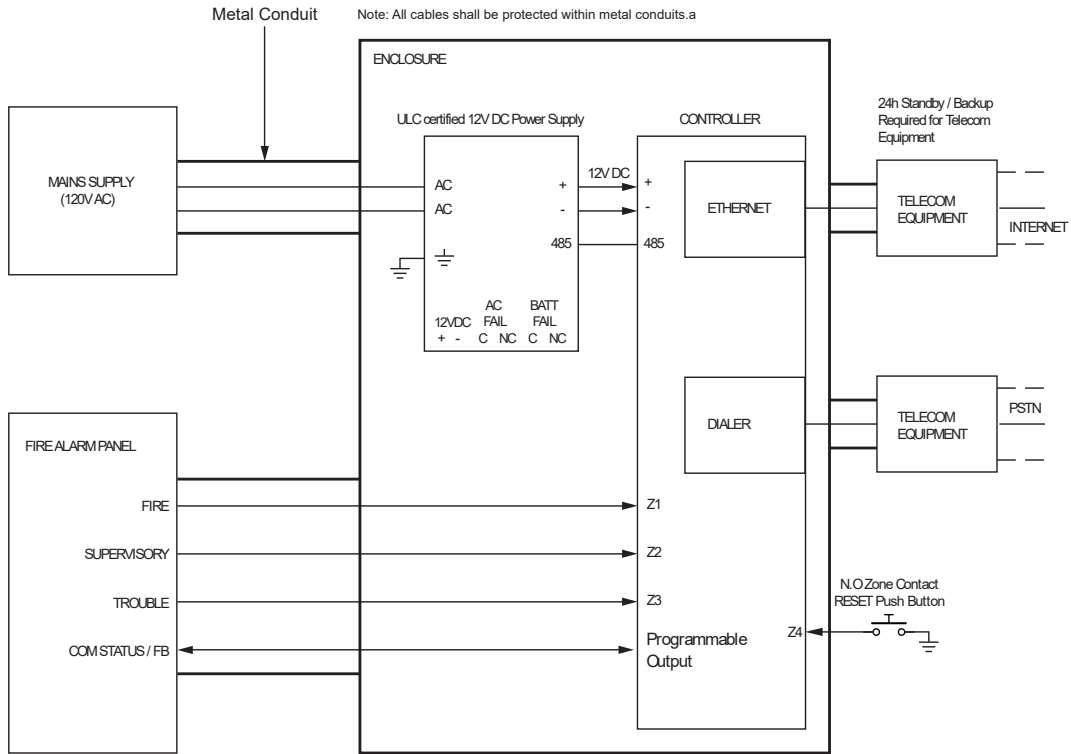 Metal Conduit
Note: All cables shall be protected within metal conduits.a
ENCLOSURE
24h Standby / Backup
Required for Telecom
Equipment
ULC certified 12V DC Power Supply
CONTROLLER
MAINS SUPPLY
(120V AC)
AC
+
12V DC
+
AC
-
-
485
485
ETHERNET
TELECOM
EQUIPMENT
INTERNET
AC
FAIL
BATT
FAIL
12VDC
+ - C NC C NC
DIALER
TELECOM
EQUIPMENT
PSTN
FIRE ALARM PANEL
FIRE
Z1
SUPERVISORY
Z2
TROUBLE
Z3
COM STATUS / FB
Programmable
Output
N.O Zone Contact
RESET Push Button
Z4